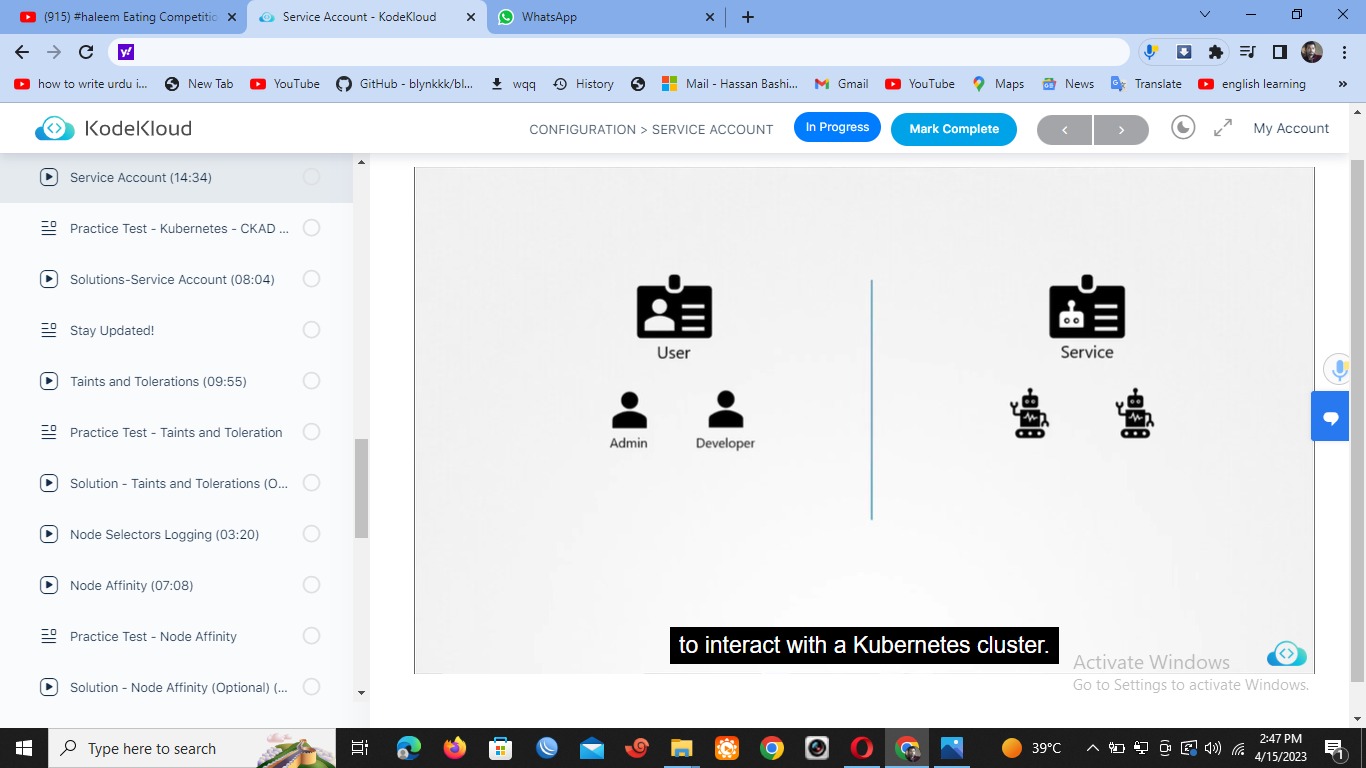 (915) #haleem Eating Competitio
Service Account - KodeKloud
WhatsApp
how to write urdu i...
New Tab
YouTube
GitHub - blynkkk/bl...
wqq
History
Mail - Hassan Bashi...
Gmail
YouTube
Maps
News
Translate
english learning
»
KodeKloud
CONFIGURATION > SERVICE ACCOUNT
In Progress
Mark Complete
My Account
Service Account (14:34)
Practice Test - Kubernetes - CKAD ...
Solutions-Service Account (08:04)
Stay Updated!
Taints and Tolerations (09:55)
Practice Test - Taints and Toleration
Solution - Taints and Tolerations (O...
Node Selectors Logging (03:20)
Node Affinity (07:08)
Practice Test - Node Affinity
Solution - Node Affinity (Optional) (...
User
Service
Admin
Developer
to interact with a Kubernetes cluster.
Activate Windows
Go to Settings to activate Windows.
Type here to search
39°C
2:47 PM
4/15/2023
1